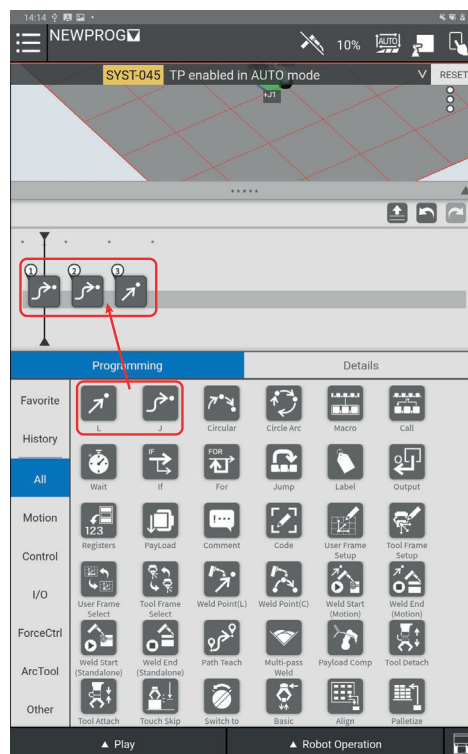 14:14
NEWPROG
10%
AUTO
SYST-045 TP enabled in AUTO mode
RESET
+J1
1 2 3
Programming Details
Favorite
History
All
Motion
Control
I/O
ForceCtrl
ArcTool
Other
L J Circular Circle Arc Macro Call
IF FOR
Wait If For Jump Label Output
123
Registers PayLoad Comment Code User Frame Setup Tool Frame Setup
User Frame Select Tool Frame Select Weld Point(L) Weld Point(C) Weld Start (Motion) Weld End (Motion)
Weld Start (Standalone) Weld End (Standalone) Path Teach Multi-pass Weld Payload Comp Tool Detach
Tool Attach Touch Skip Switch to Basic Align Palletize
▲ Play ▲ Robot Operation